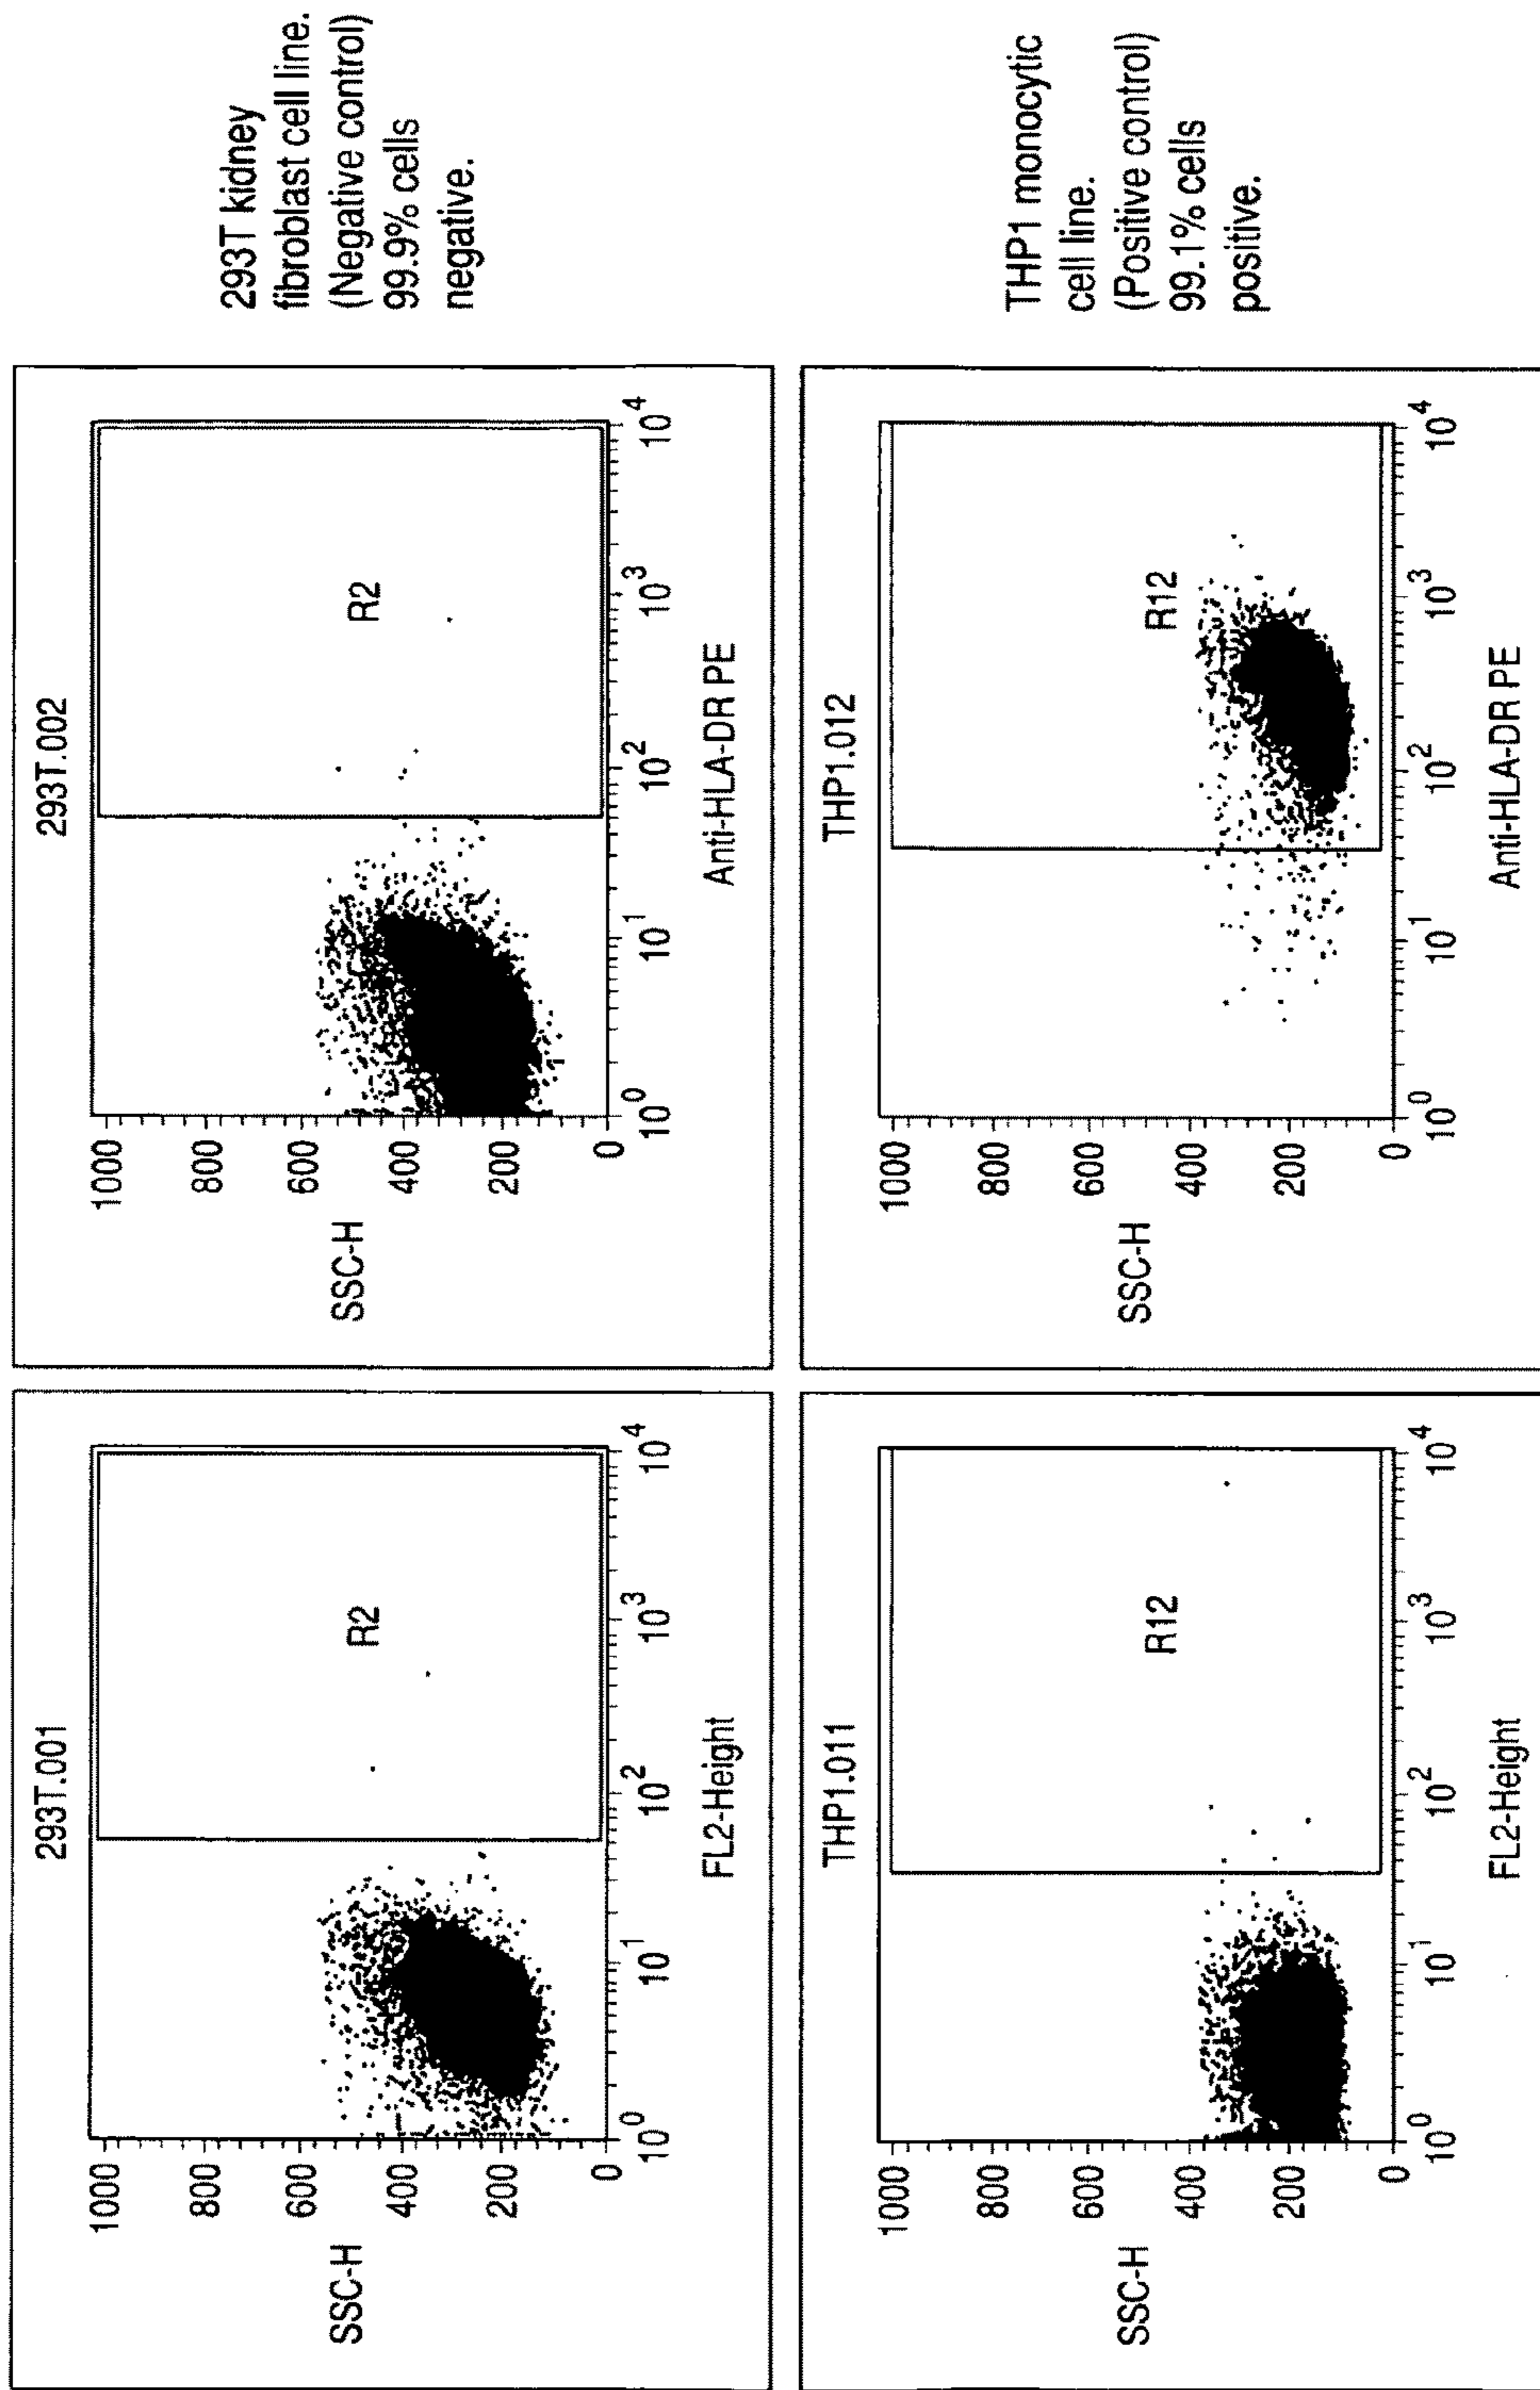 293T.001
1000
800
600
400
200
0
SSC-H
R2
10^0 10^1 10^2 10^3 10^4
FL2-Height
293T.002
1000
800
600
400
200
0
SSC-H
R2
10^0 10^1 10^2 10^3 10^4
Anti-HLA-DR PE
293T kidney
fibroblast cell line.
(Negative control)
99.9% cells
negative.
THP1.011
1000
800
600
400
200
0
SSC-H
R12
10^0 10^1 10^2 10^3 10^4
FL2-Height
THP1.012
1000
800
600
400
200
0
SSC-H
R12
10^0 10^1 10^2 10^3 10^4
Anti-HLA-DR PE
THP1 monocytic
cell line.
(Positive control)
99.1% cells
positive.